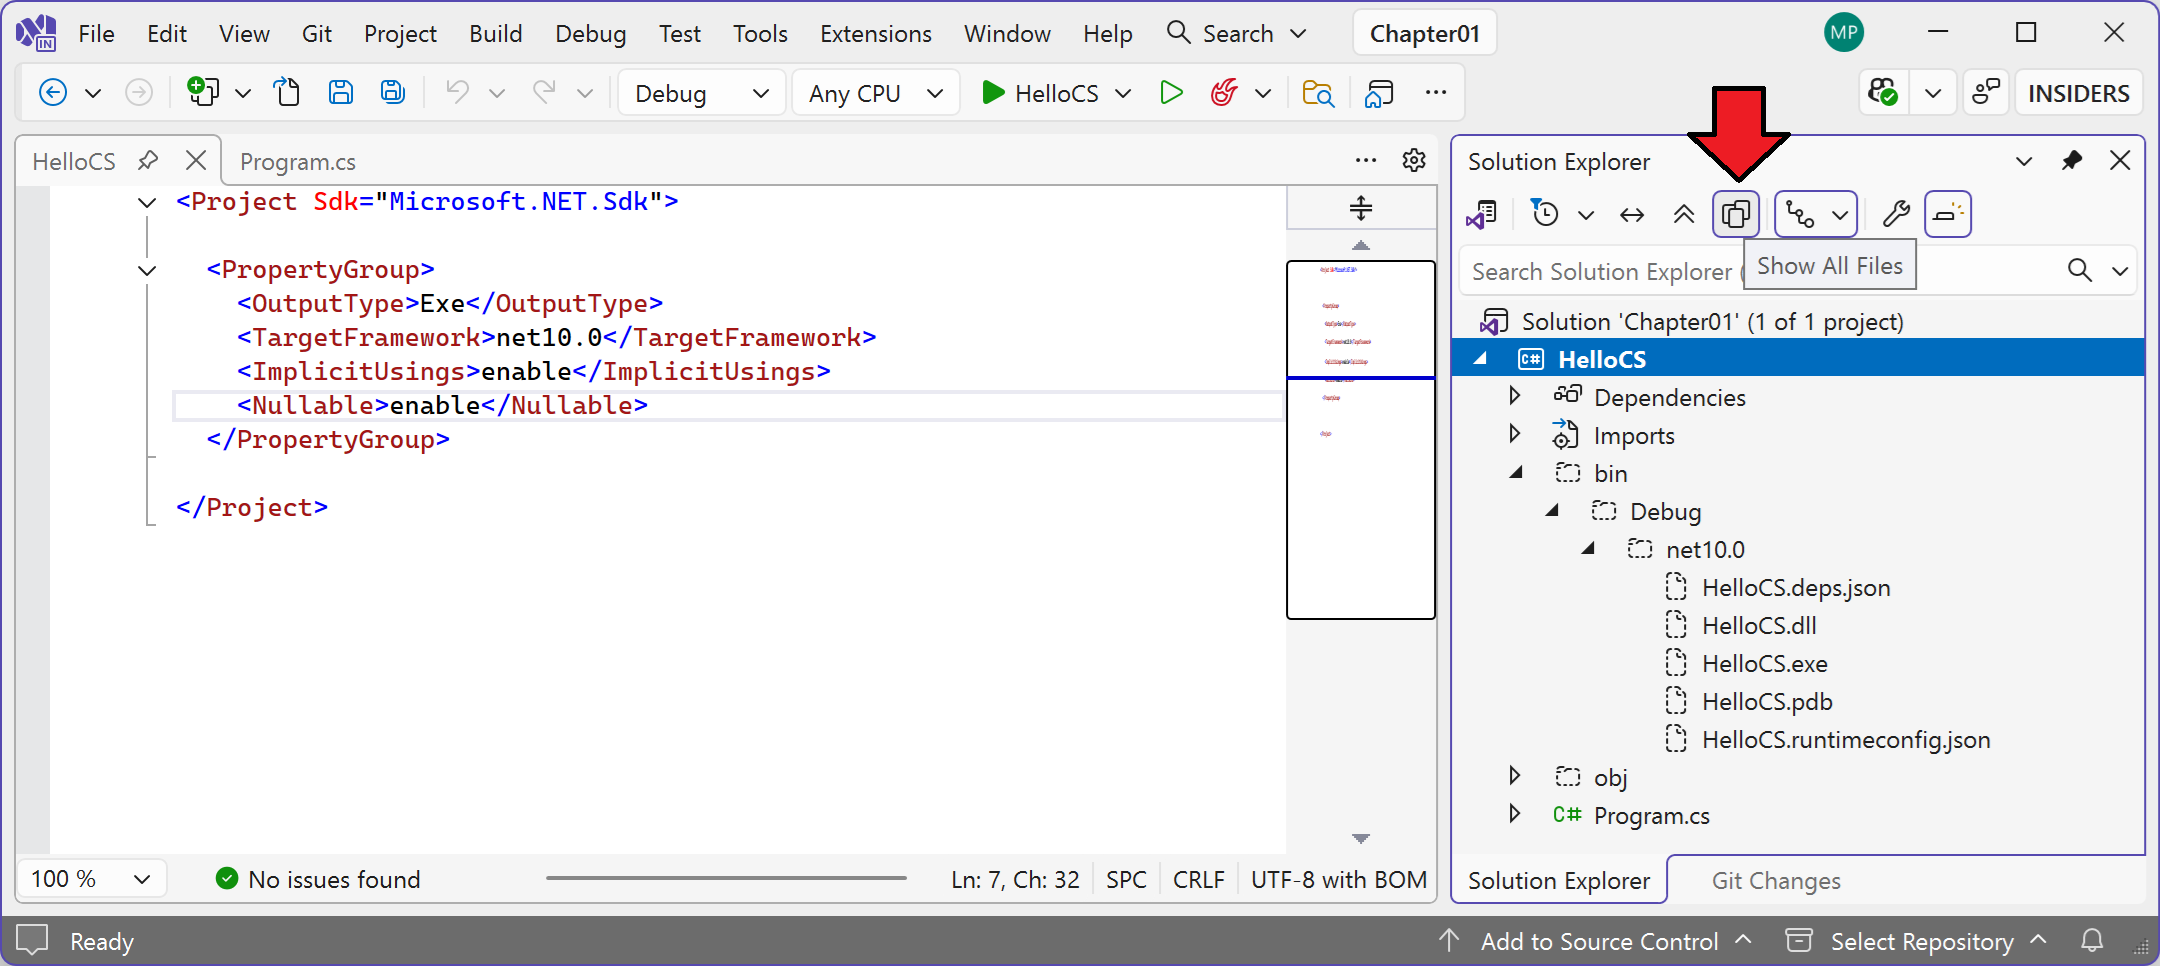 IN File Edit View Git Project Build Debug Test Tools Extensions Window Help Search Chapter01 MP
Debug Any CPU HelloCS INSIDERS
HelloCS Program.cs
<Project Sdk="Microsoft.NET.Sdk">
<PropertyGroup>
<OutputType>Exe</OutputType>
<TargetFramework>net10.0</TargetFramework>
<ImplicitUsings>enable</ImplicitUsings>
<Nullable>enable</Nullable>
</PropertyGroup>
</Project>
100 % No issues found Ln: 7, Ch: 32 SPC CRLF UTF-8 with BOM
Solution Explorer
Search Solution Explorer (
Show All Files
Solution 'Chapter01' (1 of 1 project)
C# HelloCS
Dependencies
Imports
bin
Debug
net10.0
HelloCS.deps.json
HelloCS.dll
HelloCS.exe
HelloCS.pdb
HelloCS.runtimeconfig.json
obj
C# Program.cs
Solution Explorer Git Changes
Ready Add to Source Control Select Repository